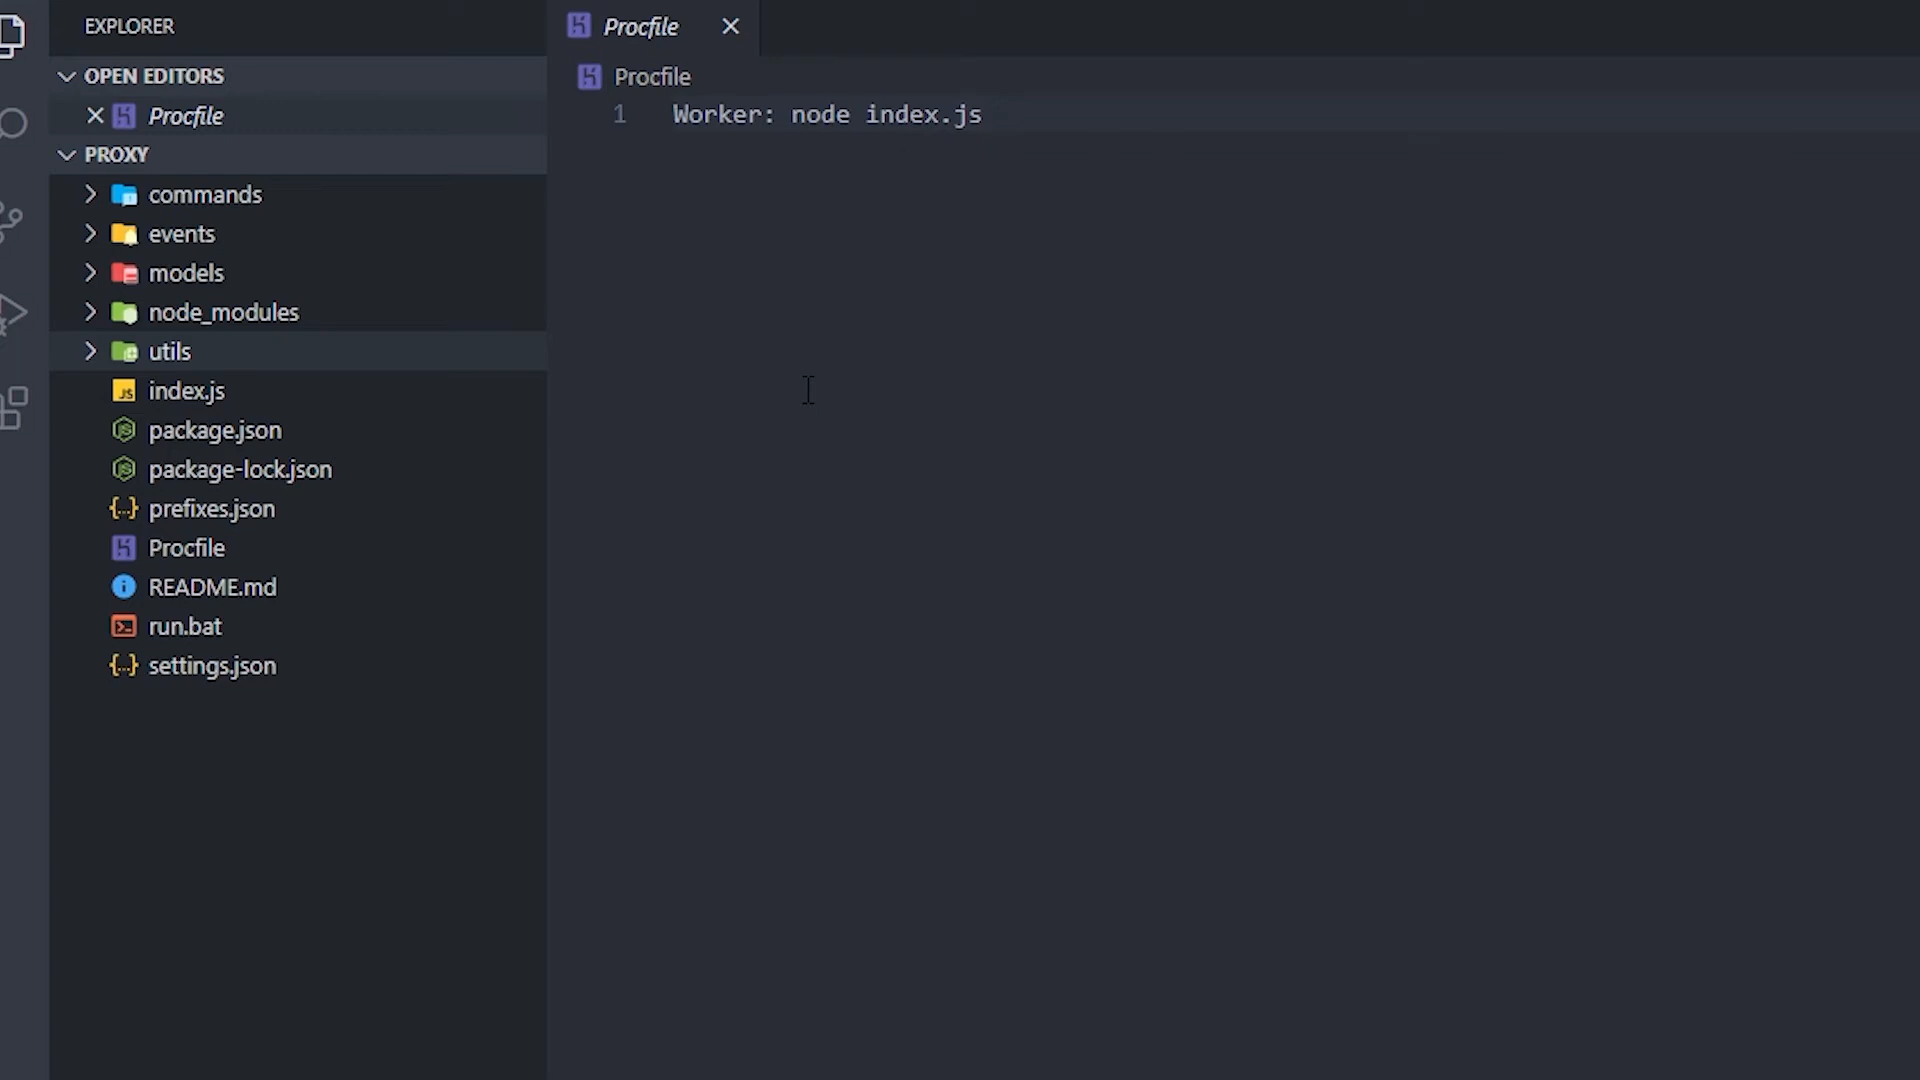 EXPLORER
OPEN EDITORS
Procfile
PROXY
commands
events
models
node_modules
utils
index.js
package.json
package-lock.json
prefixes.json
Procfile
README.md
run.bat
settings.json
Procfile
Procfile
1 Worker: node index.js